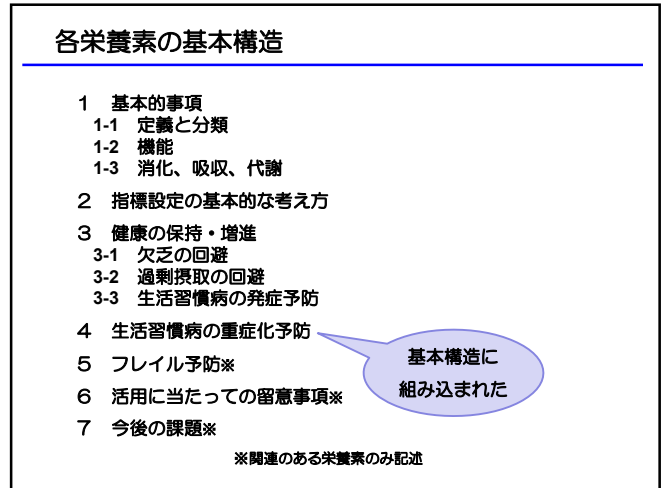 各栄養素の基本構造
１　基本的事項
1-1　定義と分類
1-2　機能
1-3　消化、吸収、代謝
２　指標設定の基本的な考え方
３　健康の保持・増進
3-1　欠乏の回避
3-2　過剰摂取の回避
3-3　生活習慣病の発症予防
４　生活習慣病の重症化予防
５　フレイル予防※
６　活用に当たっての留意事項※
７　今後の課題※
基本構造に
組み込まれた
※関連のある栄養素のみ記述